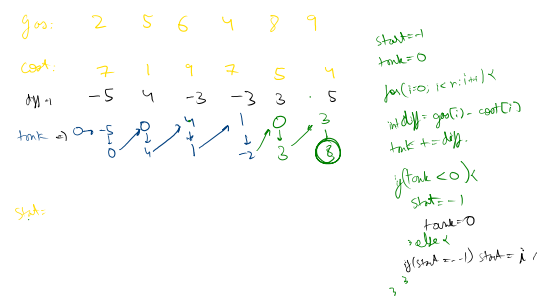 gas: 2 5 6 4 8 9
cost: 7 1 9 7 5 4
diff → -5 4 -3 -3 3 5
tank => 0 → -5 0 4 1 0 3
0 4 1 -2 3 8
start:
start=-1
tank=0
for(i=0; i<n; i++){
int diff = gas[i] - cost[i]
tank += diff.
if(tank <0){
start=-1
tank=0
}else{
if(start==-1) start = i;
}
}